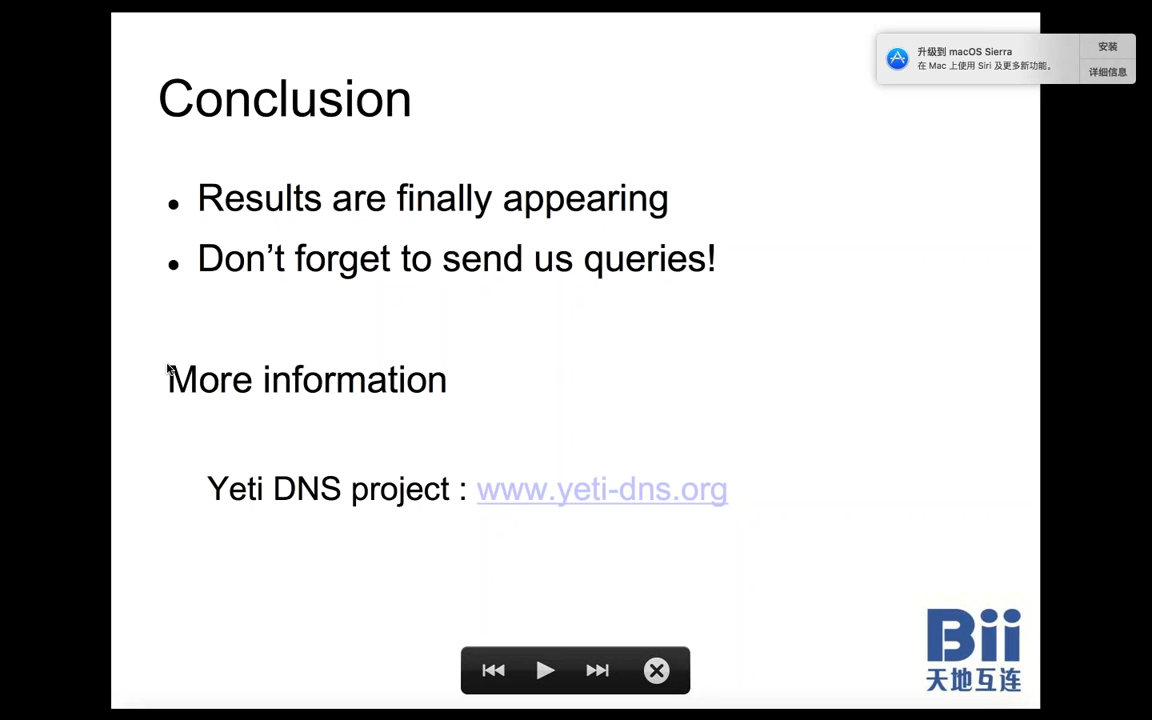 升级到 macOS Sierra
在 Mac 上使用 Siri 及更多新功能。
安装
详细信息
Conclusion
Results are finally appearing
Don’t forget to send us queries!
More information
Yeti DNS project : www.yeti-dns.org
Bii
天地互连